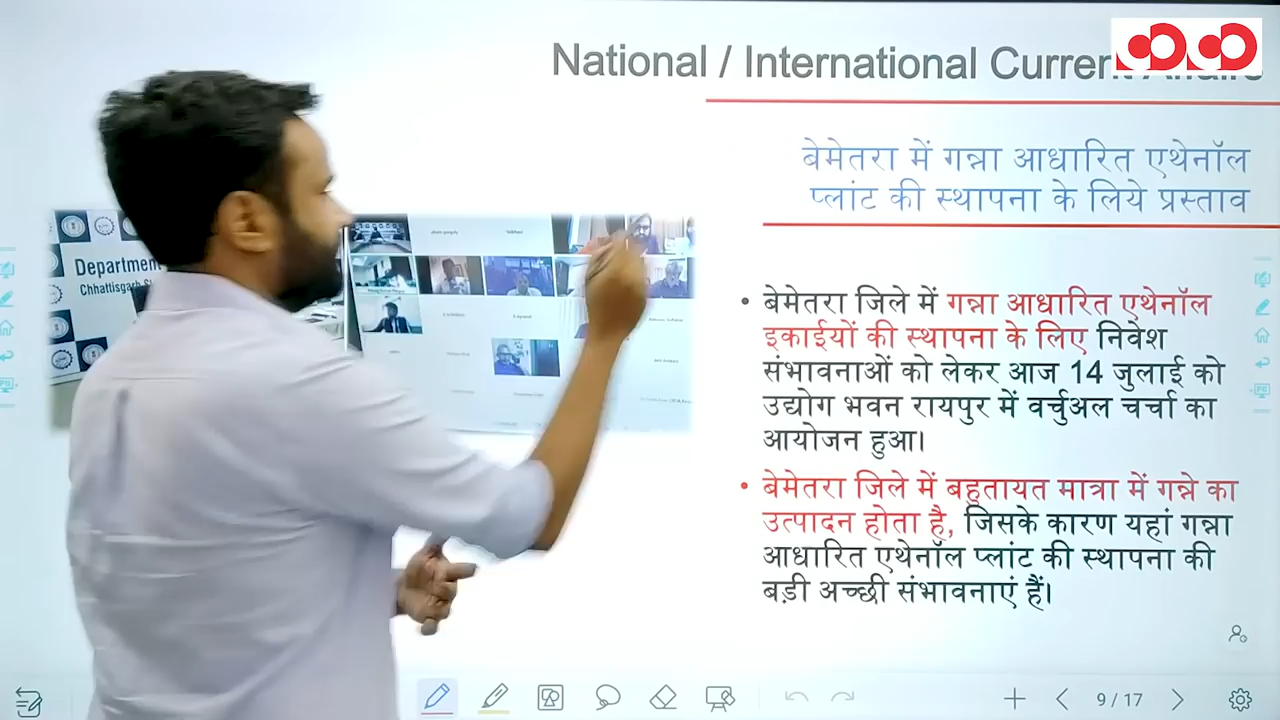 National / International Current Affairs
बेमेतरा में गन्ना आधारित एथेनॉल
प्लांट की स्थापना के लिये प्रस्ताव
Department
Chhattisgarh
• बेमेतरा जिले में गन्ना आधारित एथेनॉल
इकाईयों की स्थापना के लिए निवेश
संभावनाओं को लेकर आज 14 जुलाई को
उद्योग भवन रायपुर में वर्चुअल चर्चा का
आयोजन हुआ।
• बेमेतरा जिले में बहुतायत मात्रा में गन्ने का
उत्पादन होता है, जिसके कारण यहां गन्ना
आधारित एथेनॉल प्लांट की स्थापना की
बड़ी अच्छी संभावनाएं हैं।
9 / 17